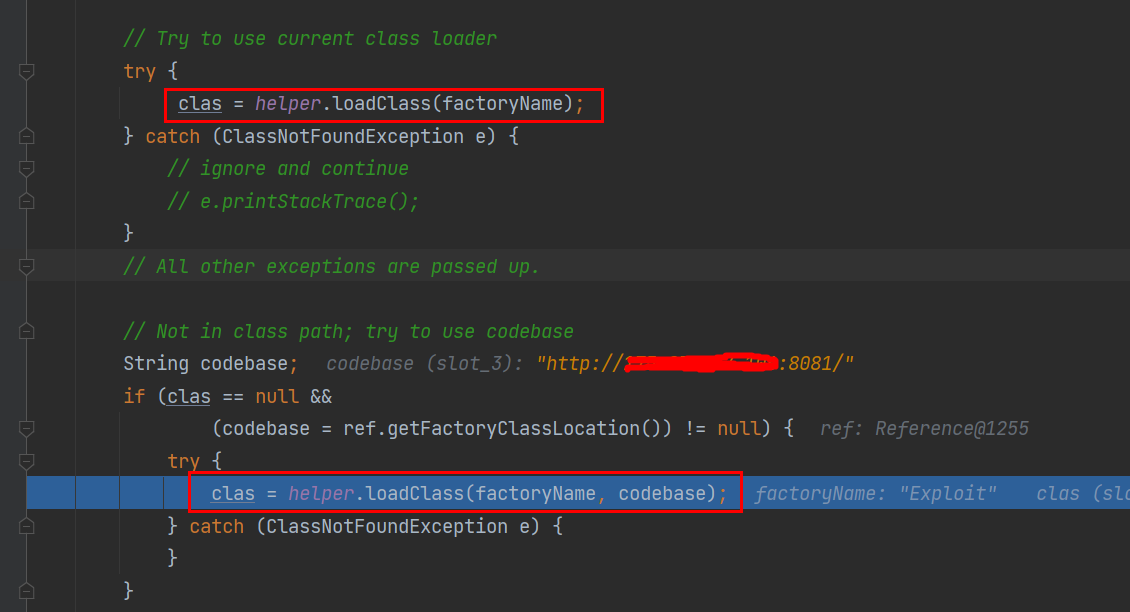 // Try to use current class loader
try {
clas = helper.loadClass(factoryName);
} catch (ClassNotFoundException e) {
// ignore and continue
// e.printStackTrace();
}
// All other exceptions are passed up.
// Not in class path; try to use codebase
String codebase; codebase (slot_3): "http:// :8081/"
if (clas == null &&
(codebase = ref.getFactoryClassLocation()) != null) { ref: Reference@1255
try {
clas = helper.loadClass(factoryName, codebase); factoryName: "Exploit" clas (slo
} catch (ClassNotFoundException e) {
}
}